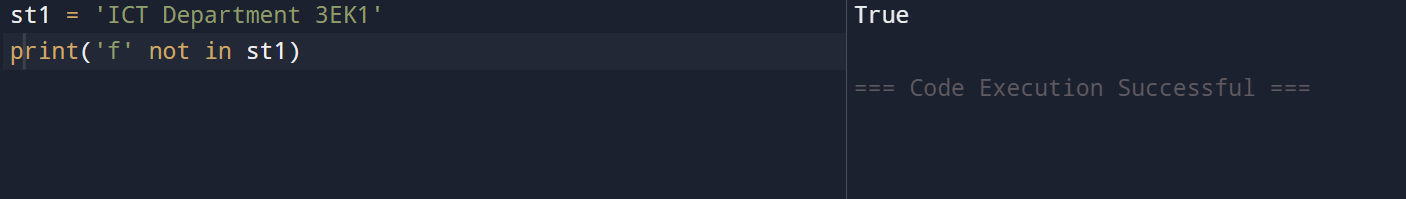 st1 = 'ICT Department 3EK1'
print('f' not in st1)
True
=== Code Execution Successful ===